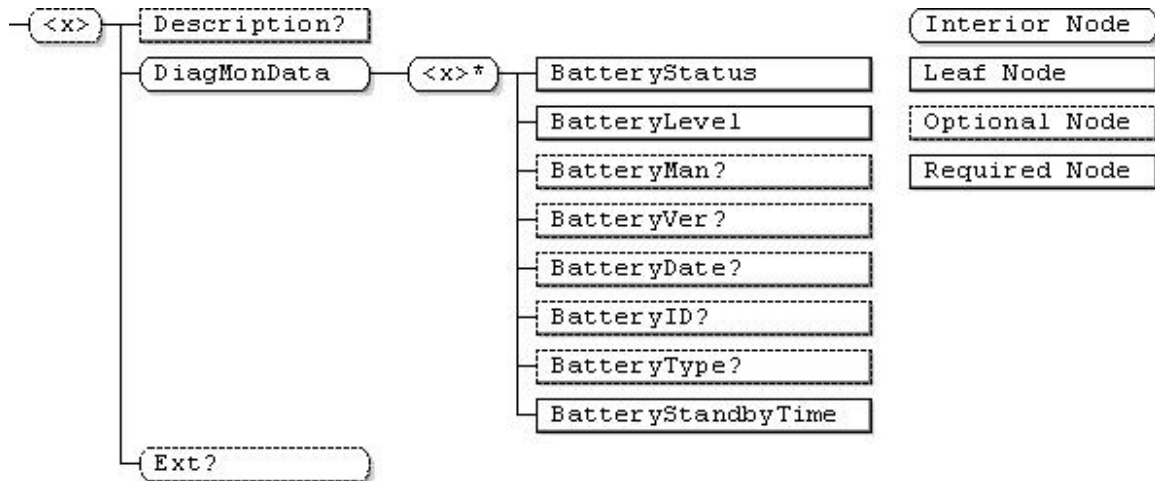 <x>
Description?
DiagMonData
<x>*
BatteryStatus
BatteryLevel
BatteryMan?
BatteryVer?
BatteryDate?
BatteryID?
BatteryType?
BatteryStandbyTime
Ext?
Interior Node
Leaf Node
Optional Node
Required Node